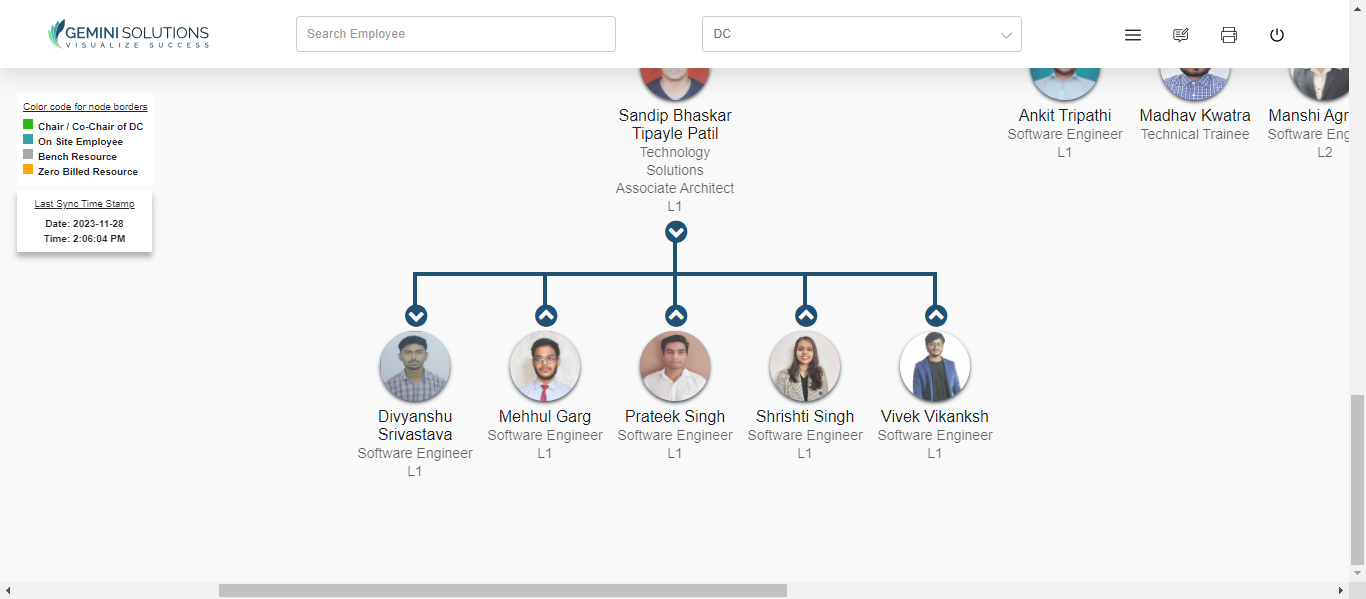 GEMINI SOLUTIONS
VISUALIZE SUCCESS
Search Employee
DC
Color code for node borders
Chair / Co-Chair of DC
On Site Employee
Bench Resource
Zero Billed Resource
Last Sync Time Stamp
Date: 2023-11-28
Time: 2:06:04 PM
Sandip Bhaskar
Tipayle Patil
Technology
Solutions
Associate Architect
L1
Ankit Tripathi
Software Engineer
L1
Madhav Kwatra
Technical Trainee
Manshi Agr
Software Eng
L2
Divyanshu
Srivastava
Software Engineer
L1
Mehhul Garg
Software Engineer
L1
Prateek Singh
Software Engineer
L1
Shrishti Singh
Software Engineer
L1
Vivek Vikanksh
Software Engineer
L1